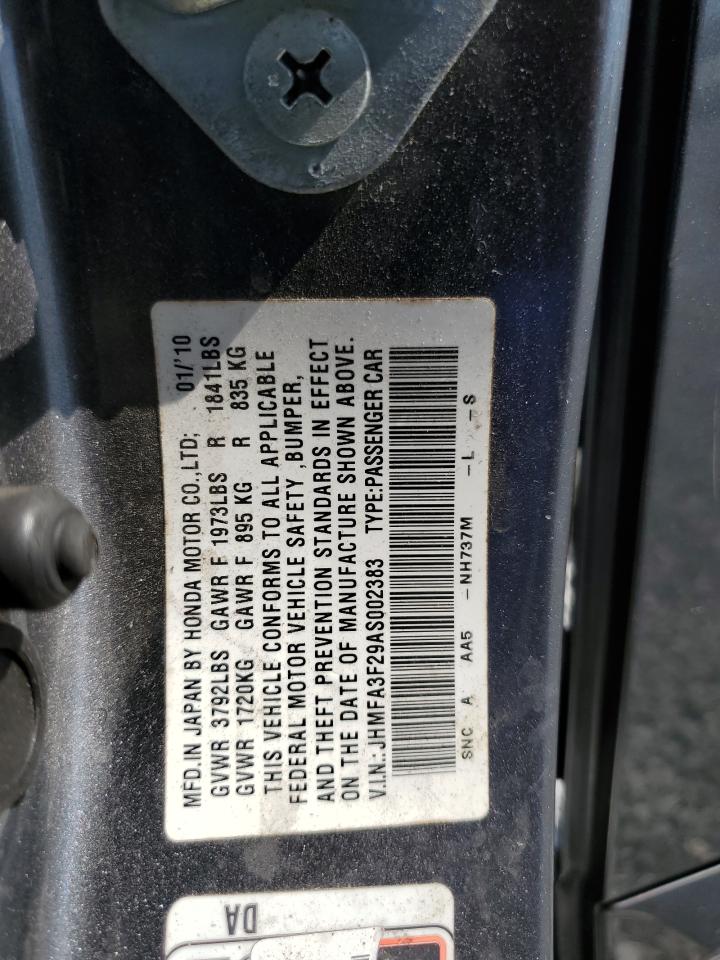 MFD.IN JAPAN BY HONDA MOTOR CO.,LTD; 01/'10
GVWR 3792LBS GAWR F 1973LBS R 1841LBS
GVWR 1720KG GAWR F 895 KG R 835 KG
THIS VEHICLE CONFORMS TO ALL APPLICABLE
FEDERAL MOTOR VEHICLE SAFETY ,BUMPER,
AND THEFT PREVENTION STANDARDS IN EFFECT
ON THE DATE OF MANUFACTURE SHOWN ABOVE.
V.I.N.: JHMFA3F29AS002383 TYPE:PASSENGER CAR
SNC A AA5 -NH737M -L -S
DA